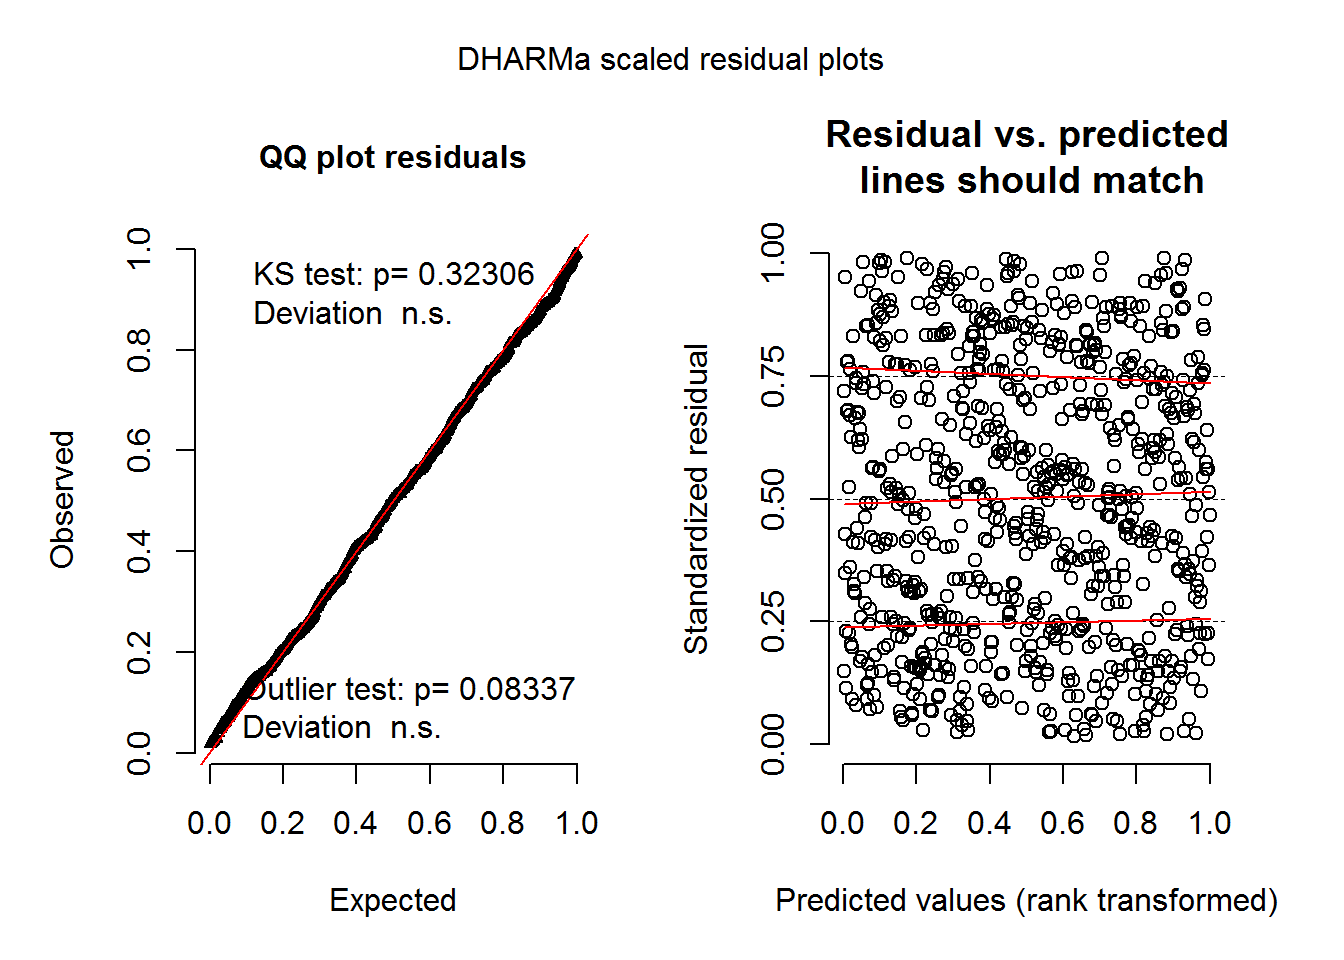 DHARMa scaled residual plots
QQ plot residuals
KS test: p= 0.32306
Deviation n.s.
Outlier test: p= 0.08337
Deviation n.s.
Observed
0.0
0.2
0.4
0.6
0.8
1.0
0.0 0.2 0.4 0.6 0.8 1.0
Expected
Residual vs. predicted
lines should match
Standardized residual
0.00
0.25
0.50
0.75
1.00
0.0 0.2 0.4 0.6 0.8 1.0
Predicted values (rank transformed)